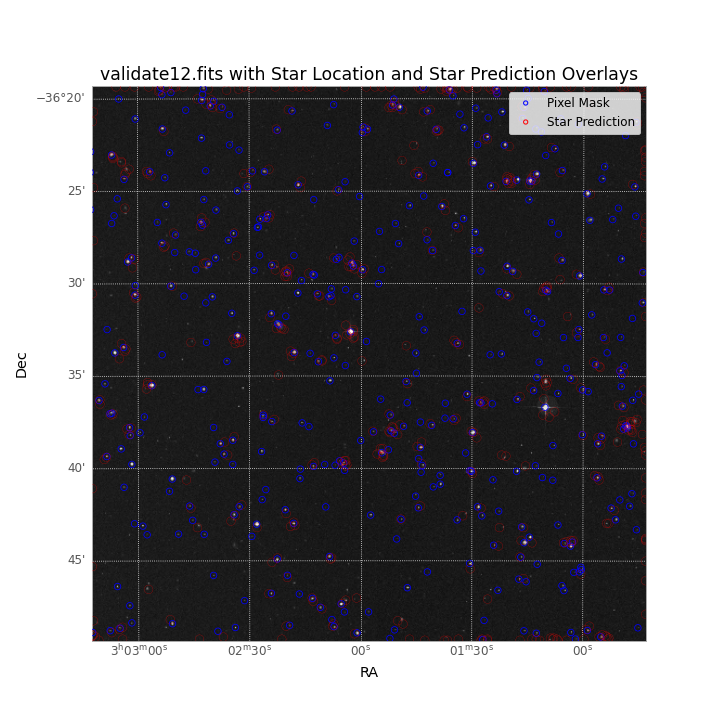 validate12.fits with Star Location and Star Prediction Overlays
Pixel Mask
Star Prediction
−36°20'
25'
30'
35'
40'
45'
Dec
3ʰ03ᵐ00ˢ 02ᵐ30ˢ 00ˢ 01ᵐ30ˢ 00ˢ
RA